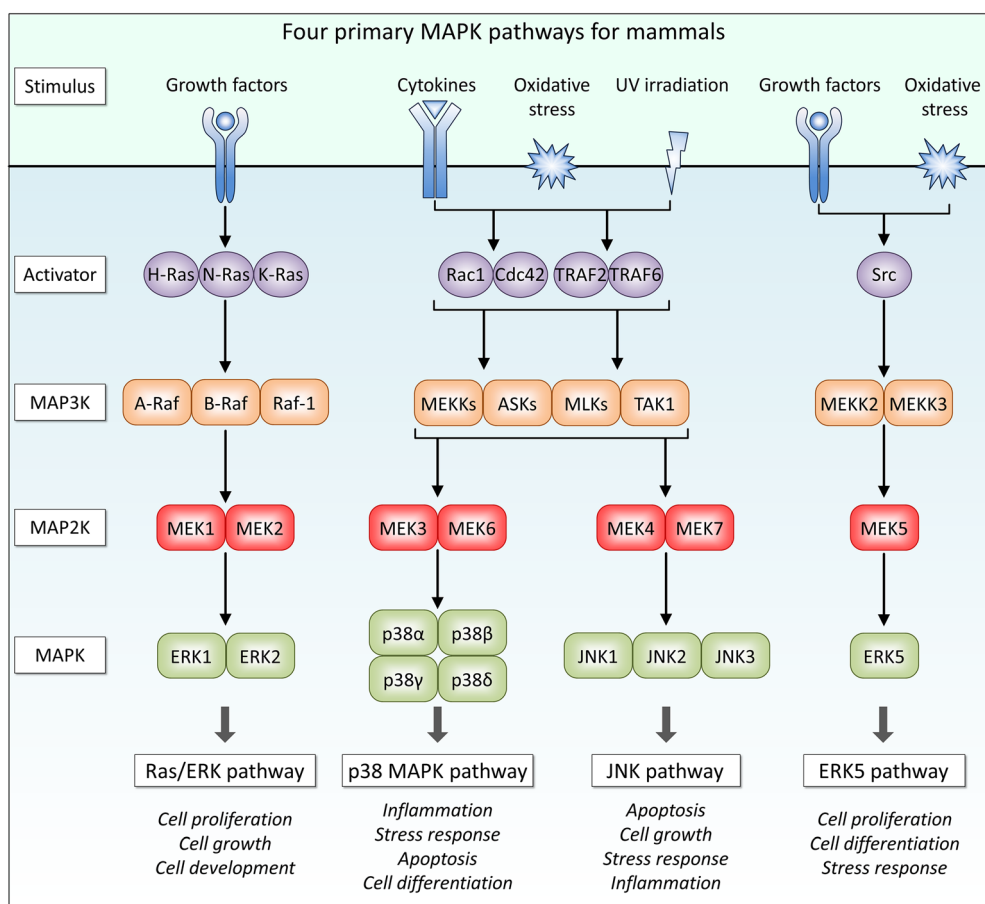 Four primary MAPK pathways for mammals
Stimulus
Growth factors
Cytokines
Oxidative
stress
UV irradiation
Growth factors
Oxidative
stress
Activator
H-Ras N-Ras K-Ras
Rac1 Cdc42 TRAF2 TRAF6
Src
MAP3K
A-Raf B-Raf Raf-1
MEKKs ASKs MLKs TAK1
MEKK2 MEKK3
MAP2K
MEK1 MEK2
MEK3 MEK6
MEK4 MEK7
MEK5
MAPK
ERK1 ERK2
p38α p38β
p38γ p38δ
JNK1 JNK2 JNK3
ERK5
Ras/ERK pathway
Cell proliferation
Cell growth
Cell development
p38 MAPK pathway
Inflammation
Stress response
Apoptosis
Cell differentiation
JNK pathway
Apoptosis
Cell growth
Stress response
Inflammation
ERK5 pathway
Cell proliferation
Cell differentiation
Stress response